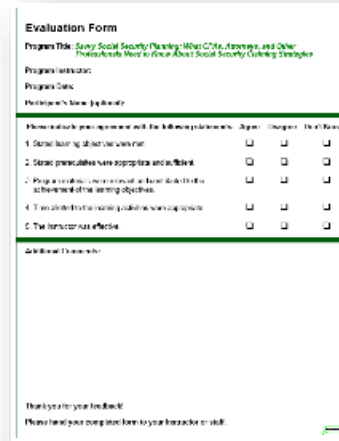 Evaluation Form
Program Title: Savvy Social Security Planning: What CPAs, Attorneys, and Other
Professionals Need to Know About Social Security Claiming Strategies
Program Instructor:
Program Date:
Participant's Name (optional):
Please indicate your agreement with the following statements: Agree Disagree Don't Know
1. Stated learning objectives were met.
2. Stated prerequisites were appropriate and sufficient.
3. Program materials were relevant and contributed to the
achievement of the learning objectives.
4. Time allotted to the learning activities were appropriate.
5. The instructor was effective.
Additional Comments:
Thank you for your feedback!
Please hand your completed form to your instructor or staff.